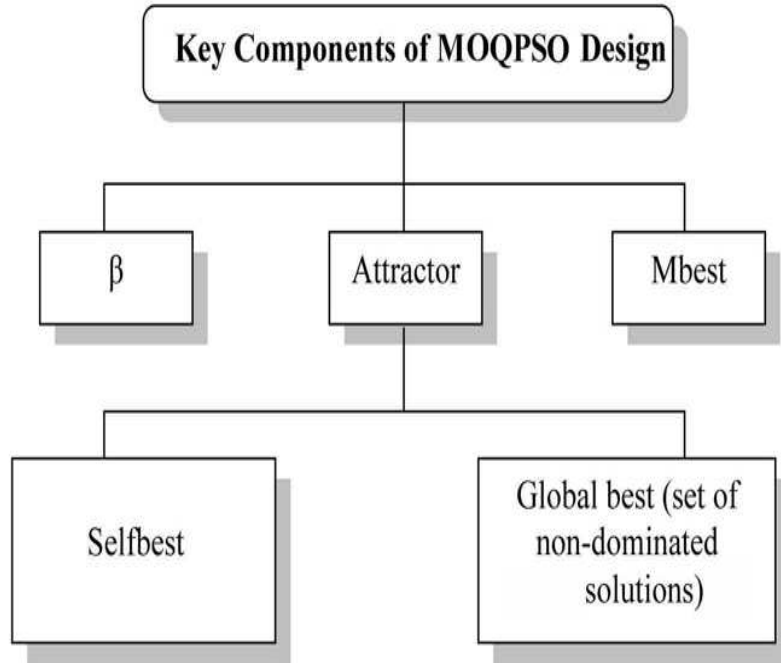 Key Components of MOQPSO Design
β
Attractor
Mbest
Selfbest
Global best (set of
non-dominated
solutions)